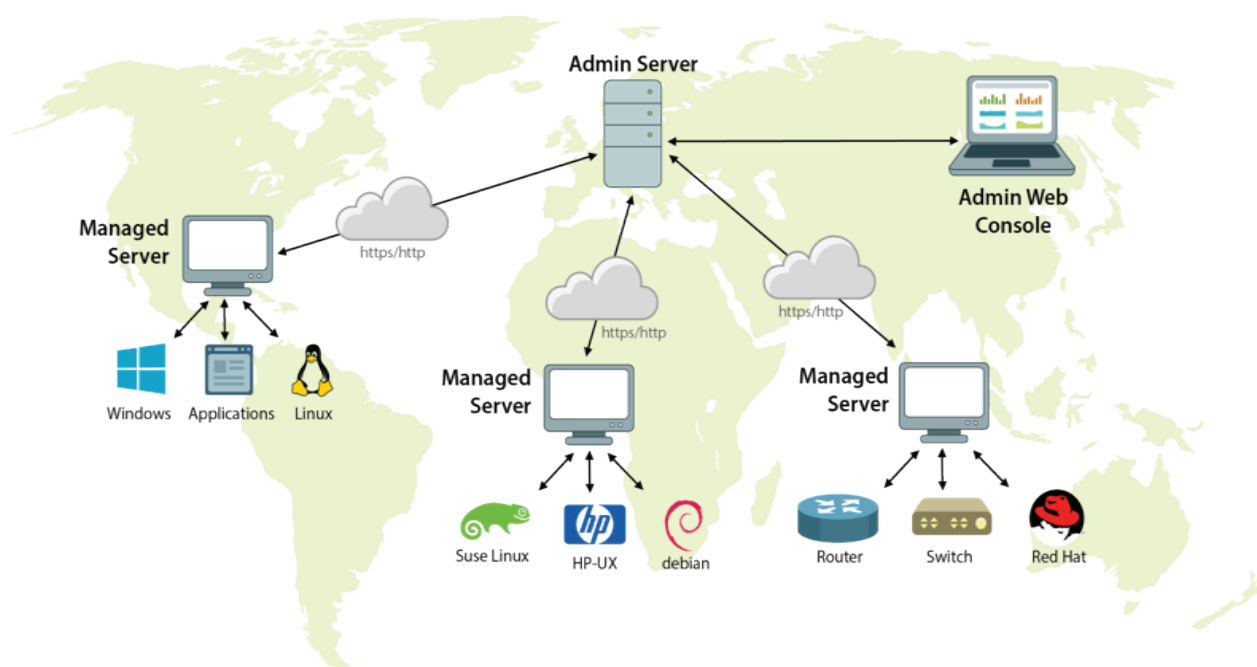 Admin Server
Admin Web
Console
Managed
Server
https/http
https/http
https/http
Windows
Applications
Linux
Managed
Server
Managed
Server
hp
Suse Linux
HP-UX
debian
Router
Switch
Red Hat